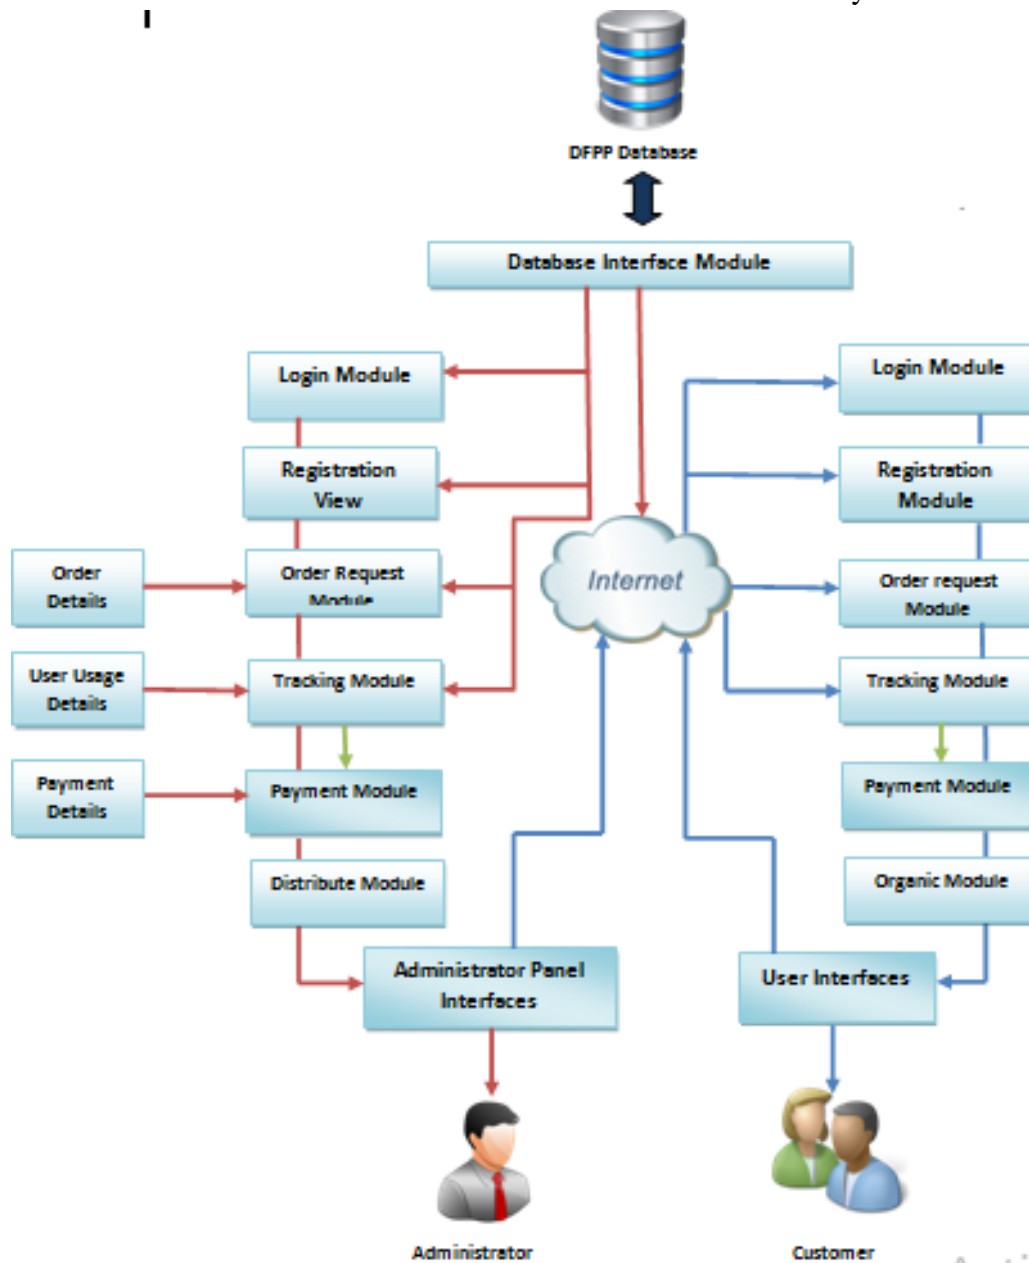 DFPP Database
Database Interface Module
Login Module
Login Module
Registration
View
Registration
Module
Order
Details
Order Request
Module
Order request
Module
User Usage
Details
Tracking Module
Internet
Tracking Module
Payment
Details
Payment Module
Payment Module
Distribute Module
Organic Module
Administrator Panel
Interfaces
User Interfaces
Administrator
Customer